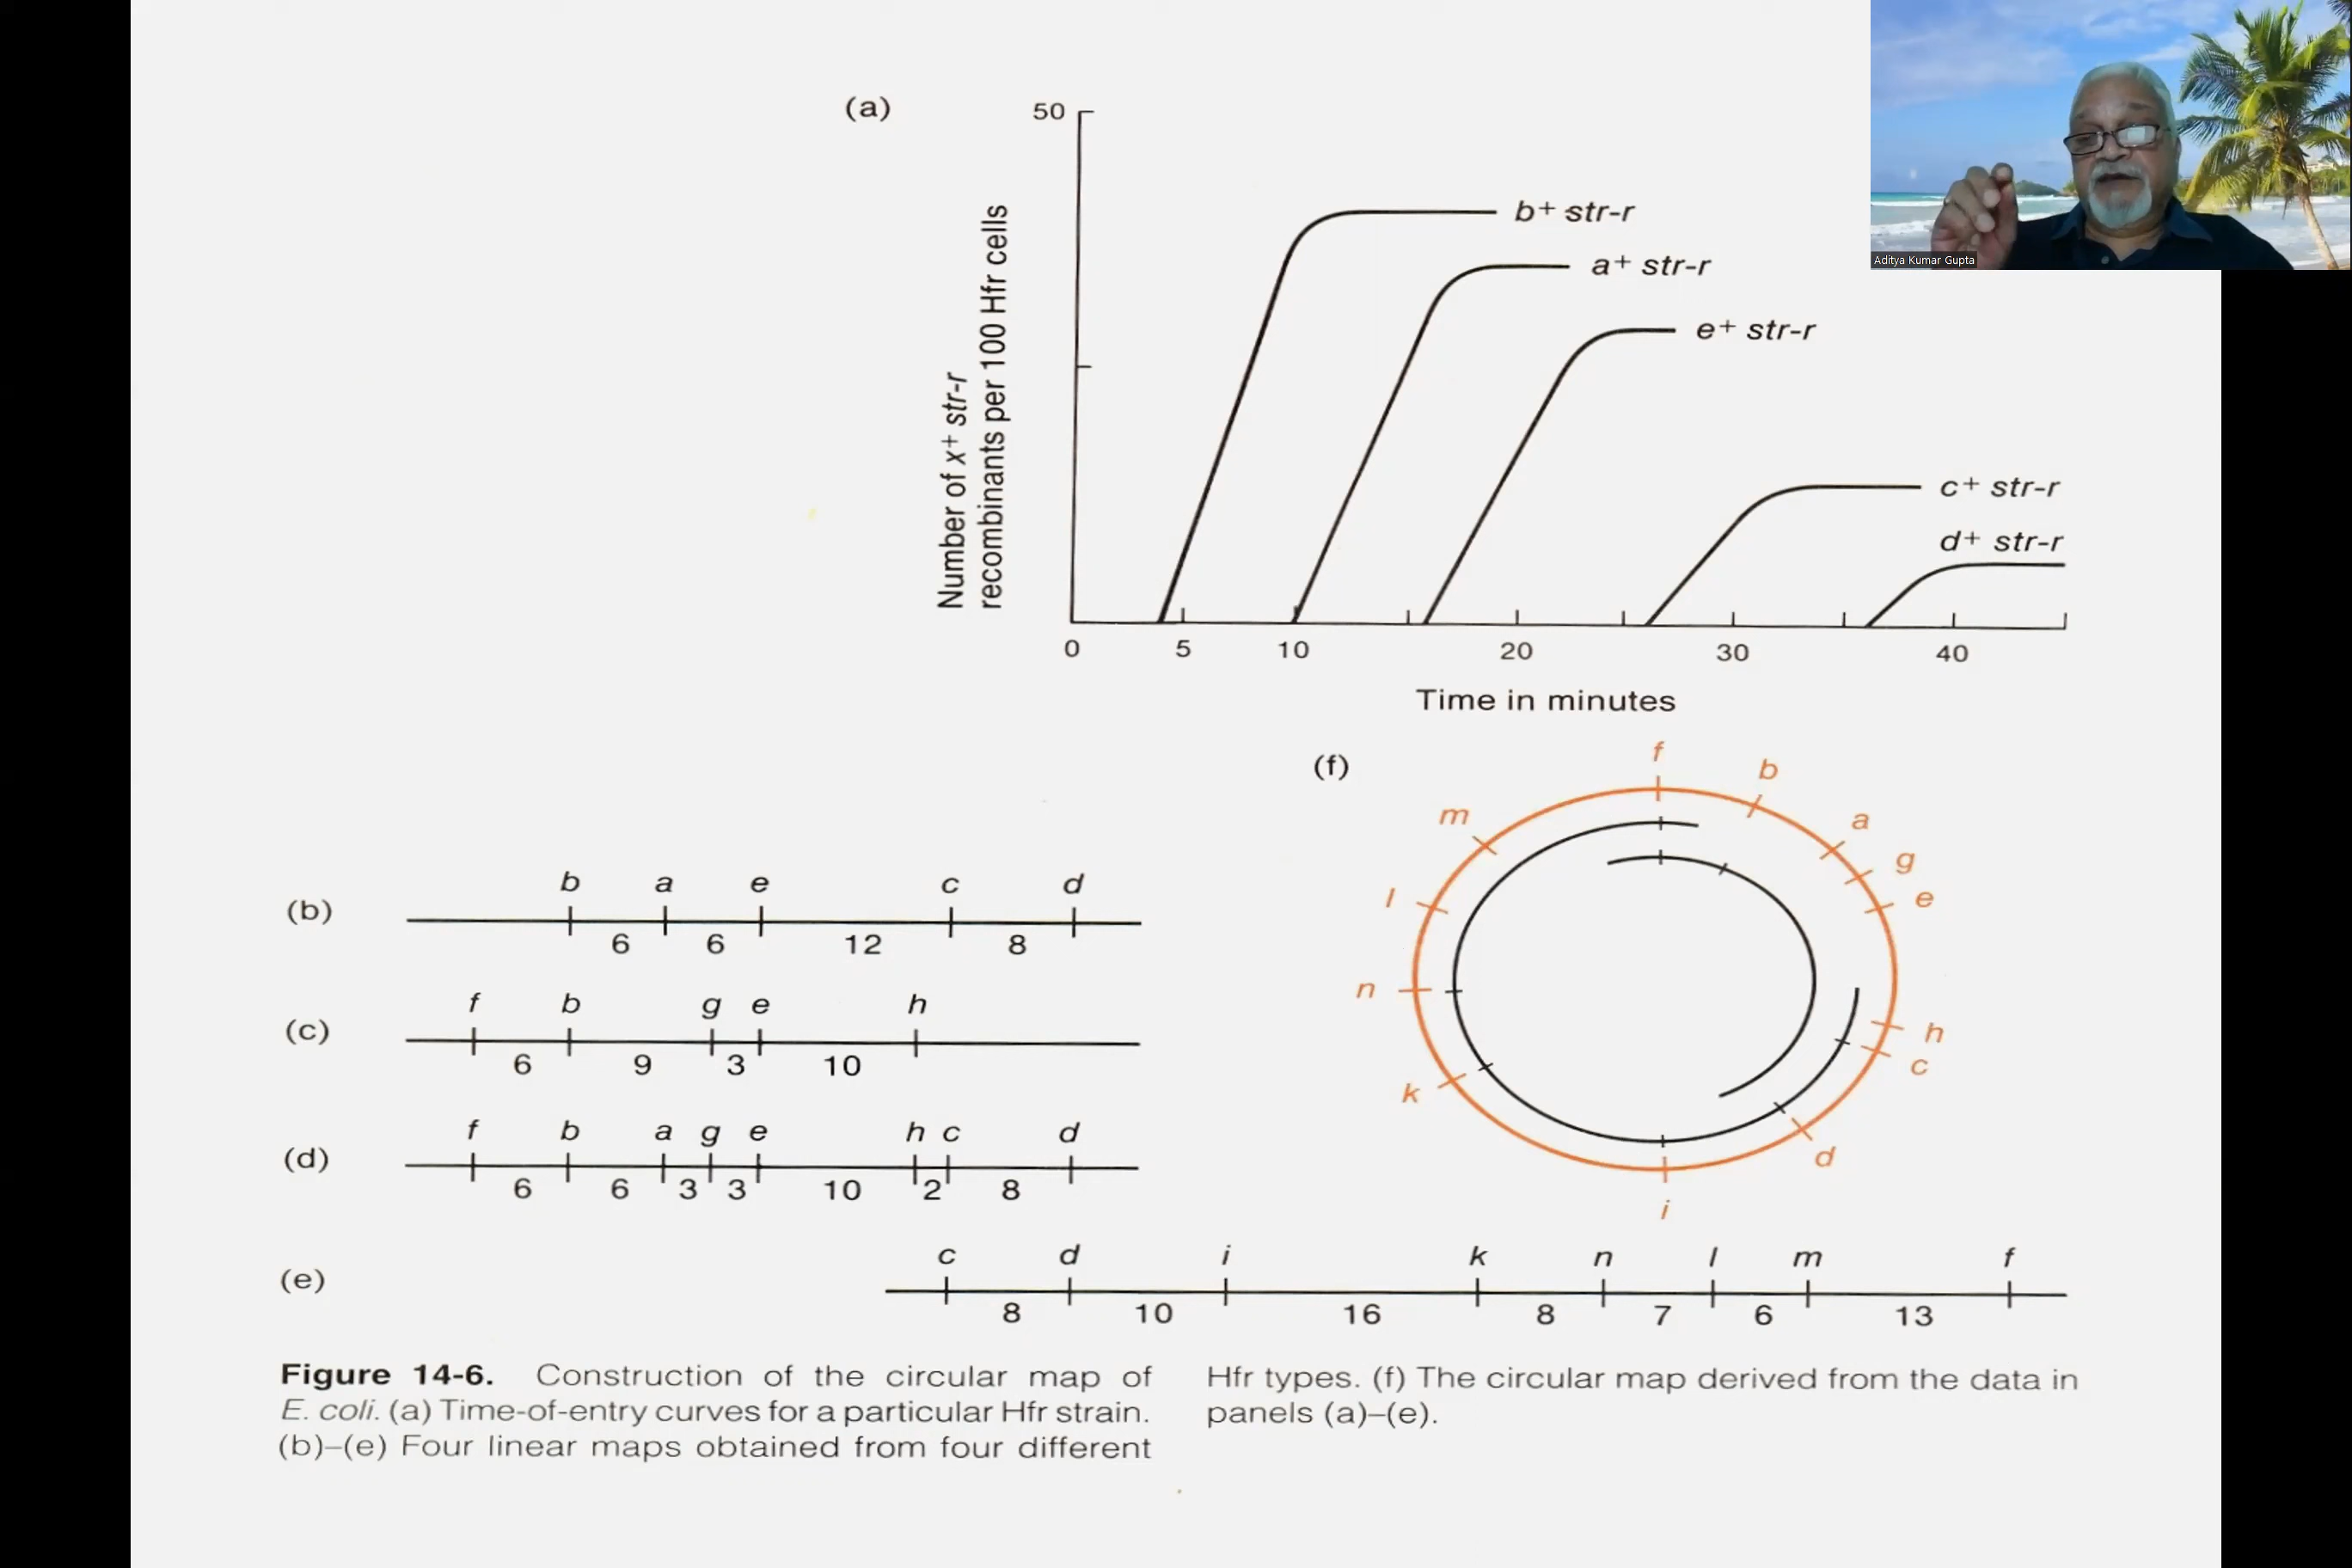 (a)
50
b+ str-r
a+ str-r
e+ str-r
c+ str-r
d+ str-r
Number of x+ str-r
recombinants per 100 Hfr cells
0 5 10 20 30 40
Time in minutes
Aditya Kumar Gupta
(b)
b a e c d
6 6 12 8
(c)
f b g e h
6 9 3 10
(d)
f b a g e h c d
6 6 3 3 10 2 8
(e)
c d i k n l m f
8 10 16 8 7 6 13
(f)
f
b
a
g
e
h
c
d
i
k
n
l
m
Figure 14-6. Construction of the circular map of
E. coli. (a) Time-of-entry curves for a particular Hfr strain.
(b)–(e) Four linear maps obtained from four different
Hfr types. (f) The circular map derived from the data in
panels (a)–(e).